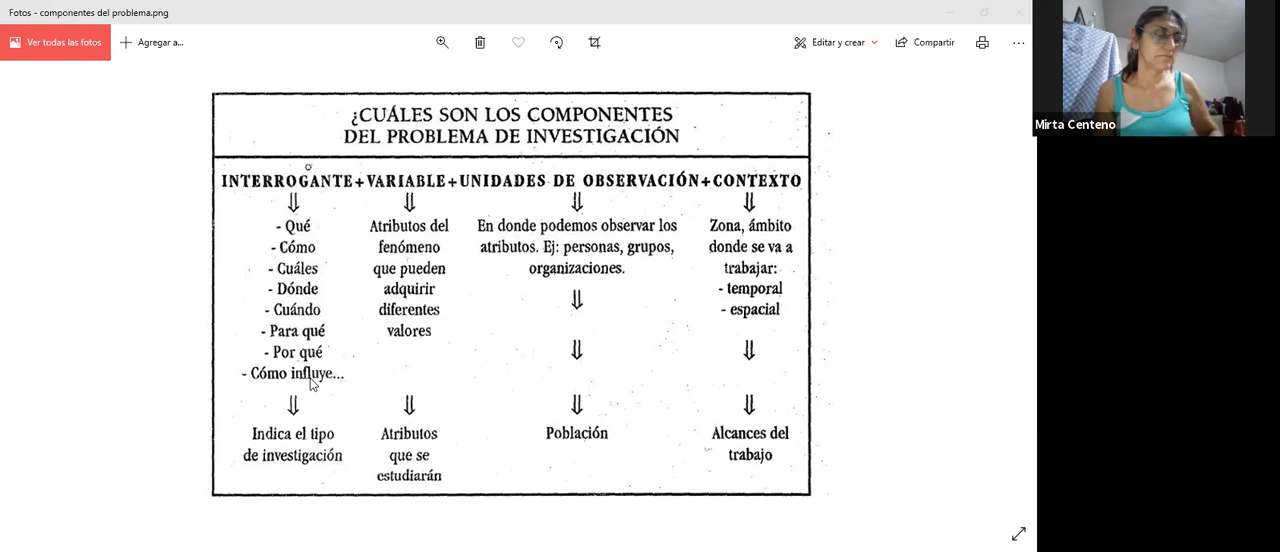 Fotos - componentes del problema.png
Ver todas las fotos
Agregar a...
Editar y crear
Compartir
Mirta Centeno
¿CUÁLES SON LOS COMPONENTES
DEL PROBLEMA DE INVESTIGACIÓN
INTERROGANTE+VARIABLE+UNIDADES DE OBSERVACIÓN+CONTEXTO
- Qué
- Cómo
- Cuáles
- Dónde
- Cuándo
- Para qué
- Por qué
- Cómo influye...
Indica el tipo
de investigación
Atributos del
fenómeno
que pueden
adquirir
diferentes
valores
Atributos
que se
estudiarán
En donde podemos observar los
atributos. Ej: personas, grupos,
organizaciones.
Población
Zona, ámbito
donde se va a
trabajar:
- temporal
- espacial
Alcances del
trabajo